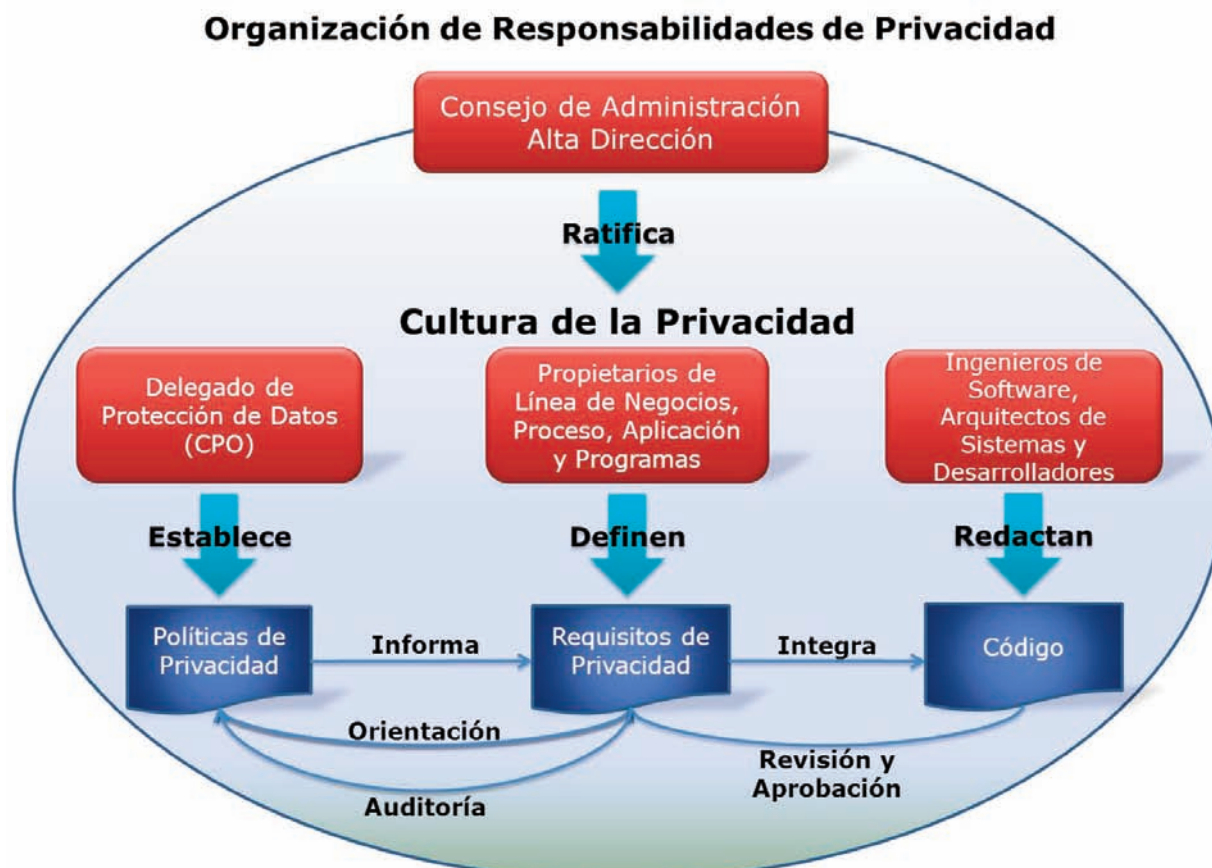 Organización de Responsabilidades de Privacidad
Consejo de Administración
Alta Dirección
Ratifica
Cultura de la Privacidad
Delegado de
Protección de Datos
(CPO)
Propietarios de
Línea de Negocios,
Proceso, Aplicación
y Programas
Ingenieros de
Software,
Arquitectos de
Sistemas y
Desarrolladores
Establece
Definen
Redactan
Políticas de
Privacidad
Informa
Requisitos de
Privacidad
Integra
Código
Orientación
Auditoría
Revisión y
Aprobación